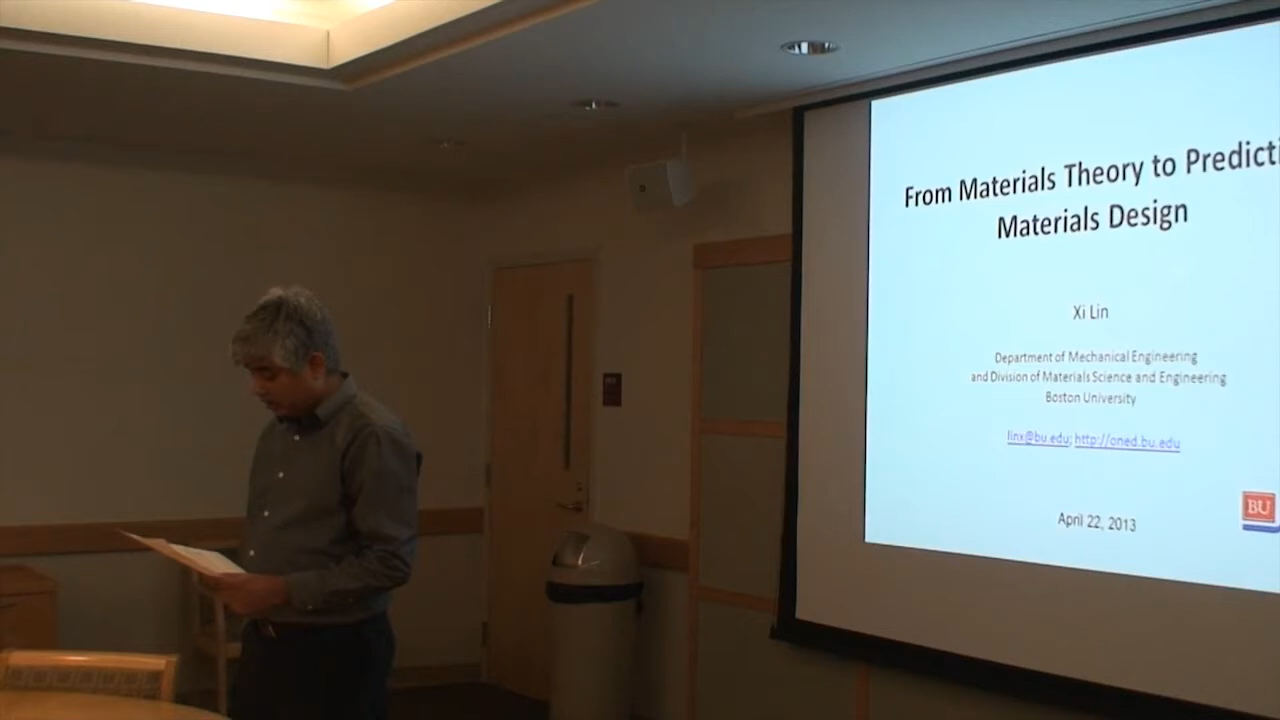 From Materials Theory to Predicti
Materials Design
Xi Lin
Department of Mechanical Engineering
and Division of Materials Science and Engineering
Boston University
linx@bu.edu; http://oned.bu.edu
BU
April 22, 2013